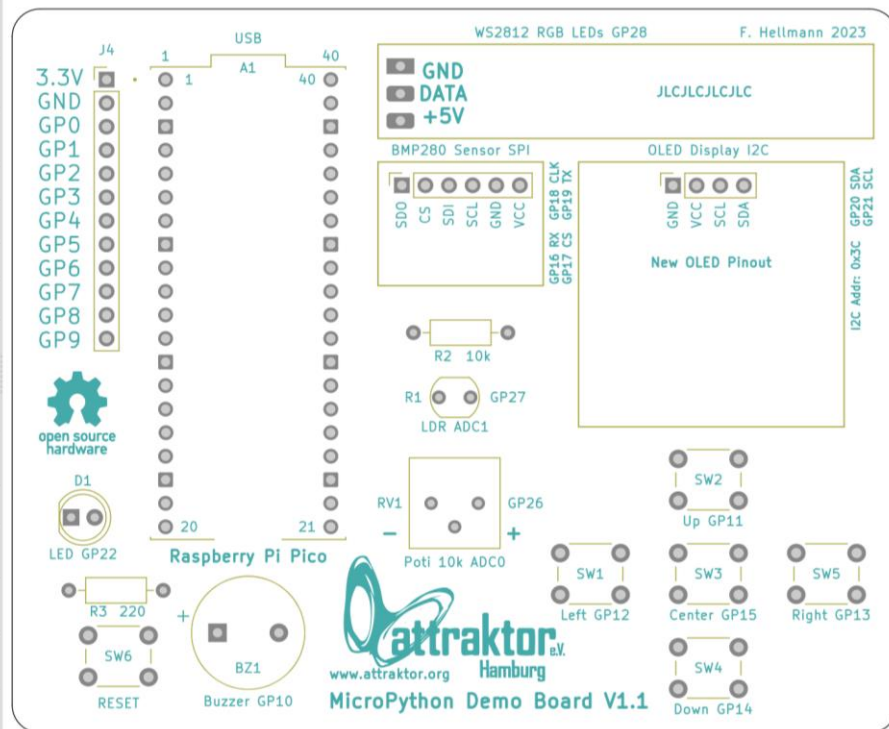 WS2812 RGB LEDs GP28
F. Hellmann 2023
USB
J4
1
40
A1
1
40
3.3V
GND
GP0
GP1
GP2
GP3
GP4
GP5
GP6
GP7
GP8
GP9
GND
DATA
+5V
JLCJLCJLCJLC
BMP280 Sensor SPI
OLED Display I2C
SDO
CS
SDI
SCL
GND
VCC
GP18 CLK
GP19 TX
GP16 RX
GP17 CS
GND
VCC
SCL
SDA
GP20 SDA
GP21 SCL
I2C Addr: 0x3C
New OLED Pinout
R2 10k
R1
GP27
LDR ADC1
open source
hardware
D1
LED GP22
20
21
Raspberry Pi Pico
RV1
GP26
- +
Poti 10k ADC0
SW2
Up GP11
SW1
Left GP12
SW3
Center GP15
SW5
Right GP13
SW4
Down GP14
R3 220
SW6
RESET
+
BZ1
Buzzer GP10
attraktor e.V.
Hamburg
www.attraktor.org
MicroPython Demo Board V1.1